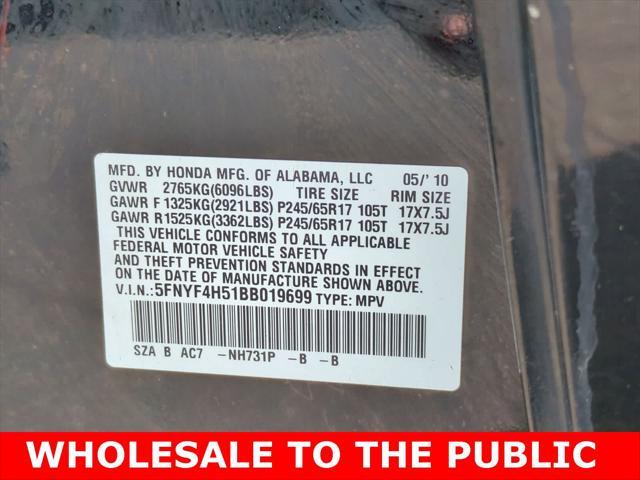 MFD. BY HONDA MFG. OF ALABAMA, LLC 05/'10
GVWR 2765KG(6096LBS) TIRE SIZE RIM SIZE
GAWR F 1325KG(2921LBS) P245/65R17 105T 17X7.5J
GAWR R 1525KG(3362LBS) P245/65R17 105T 17X7.5J
THIS VEHICLE CONFORMS TO ALL APPLICABLE
FEDERAL MOTOR VEHICLE SAFETY
AND THEFT PREVENTION STANDARDS IN EFFECT
ON THE DATE OF MANUFACTURE SHOWN ABOVE.
V.I.N.:5FNYF4H51BB019699 TYPE: MPV
SZA B AC7 -NH731P -B -B
WHOLESALE TO THE PUBLIC